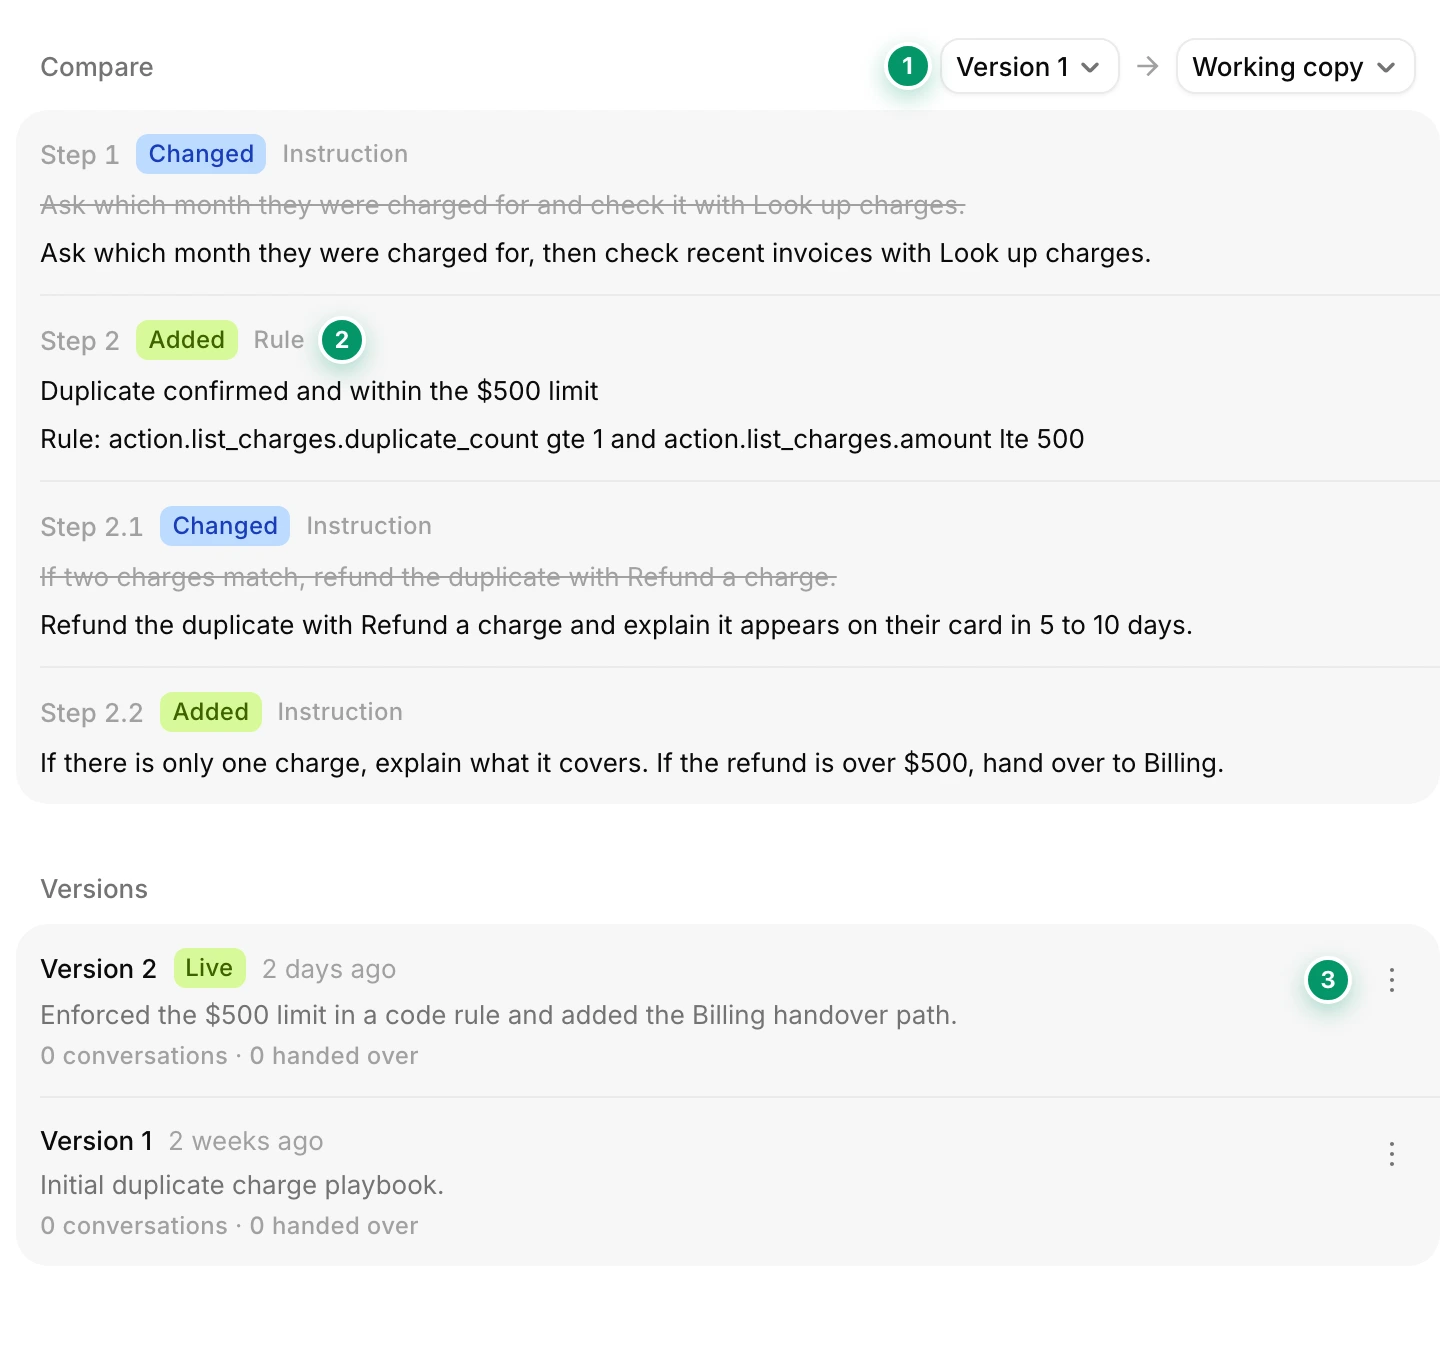 Compare
1 Version 1 → Working copy
Step 1 Changed Instruction
Ask which month they were charged for and check it with Look up charges.
Ask which month they were charged for, then check recent invoices with Look up charges.
Step 2 Added Rule 2
Duplicate confirmed and within the $500 limit
Rule: action.list_charges.duplicate_count gte 1 and action.list_charges.amount lte 500
Step 2.1 Changed Instruction
If two charges match, refund the duplicate with Refund a charge.
Refund the duplicate with Refund a charge and explain it appears on their card in 5 to 10 days.
Step 2.2 Added Instruction
If there is only one charge, explain what it covers. If the refund is over $500, hand over to Billing.
Versions
Version 2 Live 2 days ago 3
Enforced the $500 limit in a code rule and added the Billing handover path.
0 conversations · 0 handed over
Version 1 2 weeks ago
Initial duplicate charge playbook.
0 conversations · 0 handed over